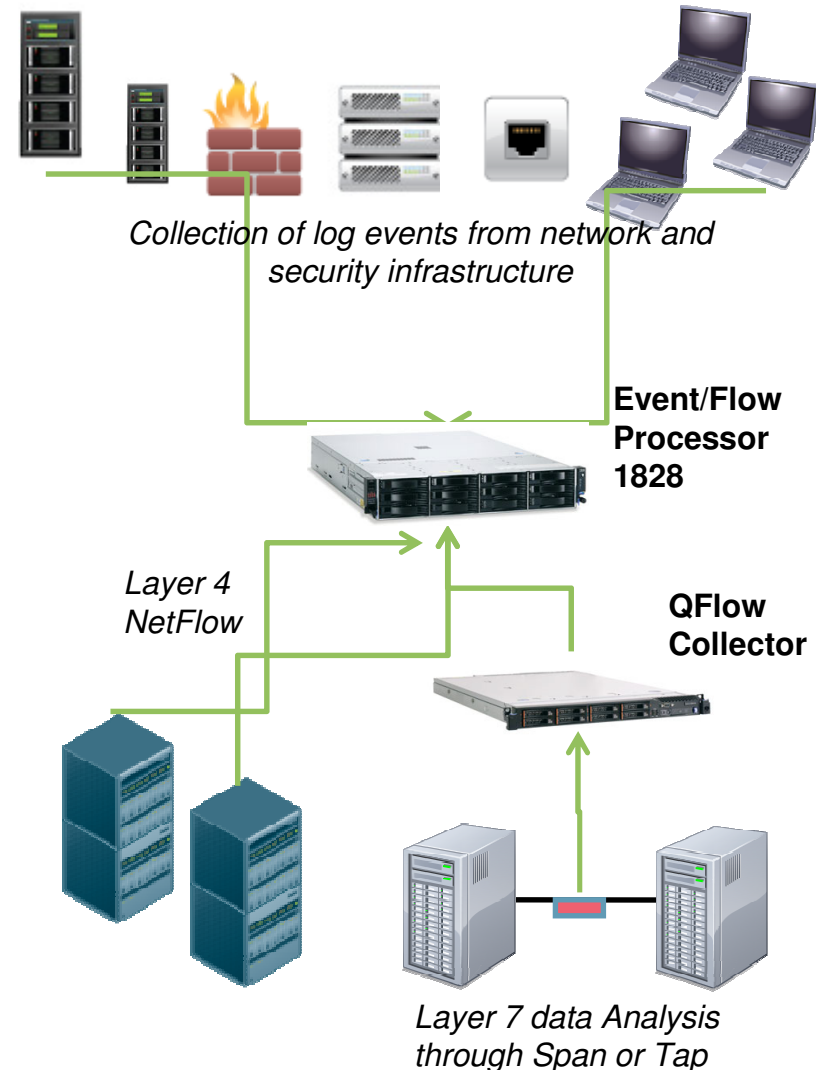 Collection of log events from network and
security infrastructure
Event/Flow
Processor
1828
Layer 4
NetFlow
QFlow
Collector
Layer 7 data Analysis
through Span or Tap